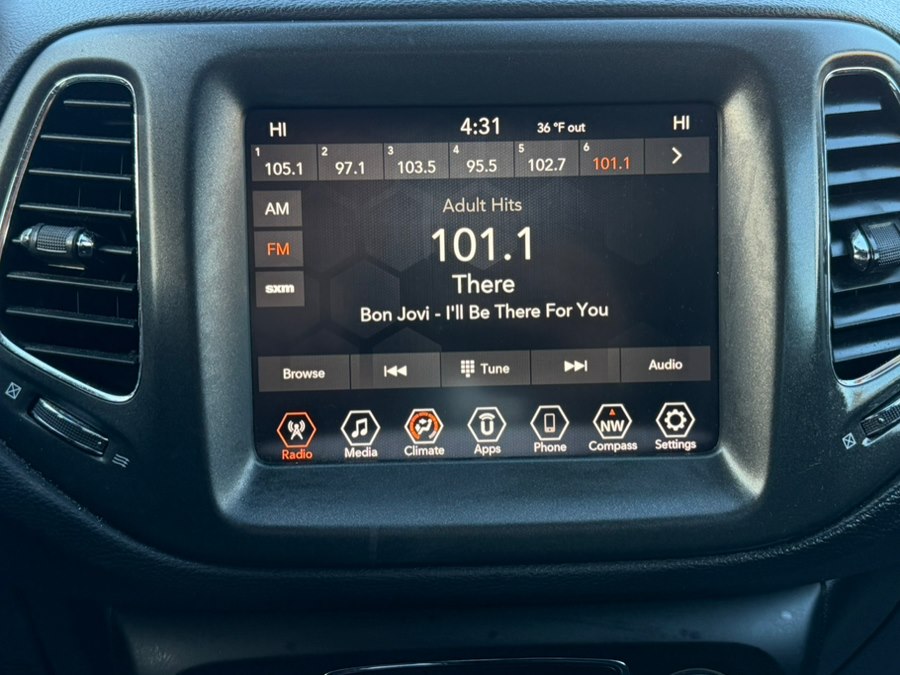 HI 4:31 36 °F out HI
1 105.1 2 97.1 3 103.5 4 95.5 5 102.7 6 101.1
AM
FM
sxm
Adult Hits
101.1
There
Bon Jovi - I'll Be There For You
Browse Tune Audio
NW
Radio Media Climate Apps Phone Compass Settings